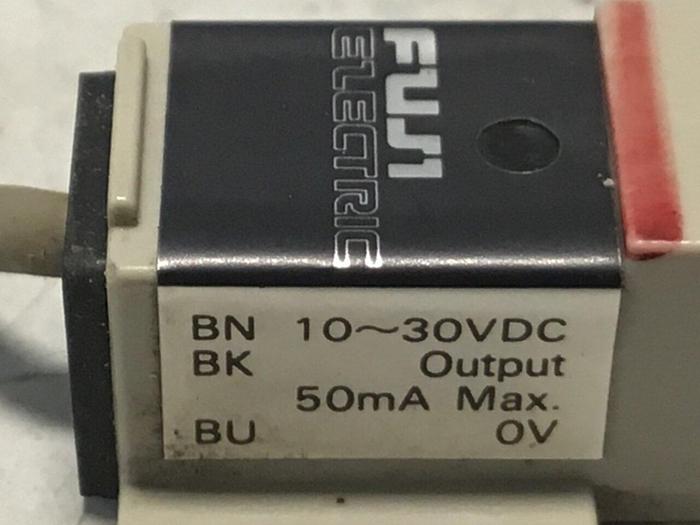 FUJI
ELECTRIC
BN 10～30VDC
BK Output
50mA Max.
BU 0V